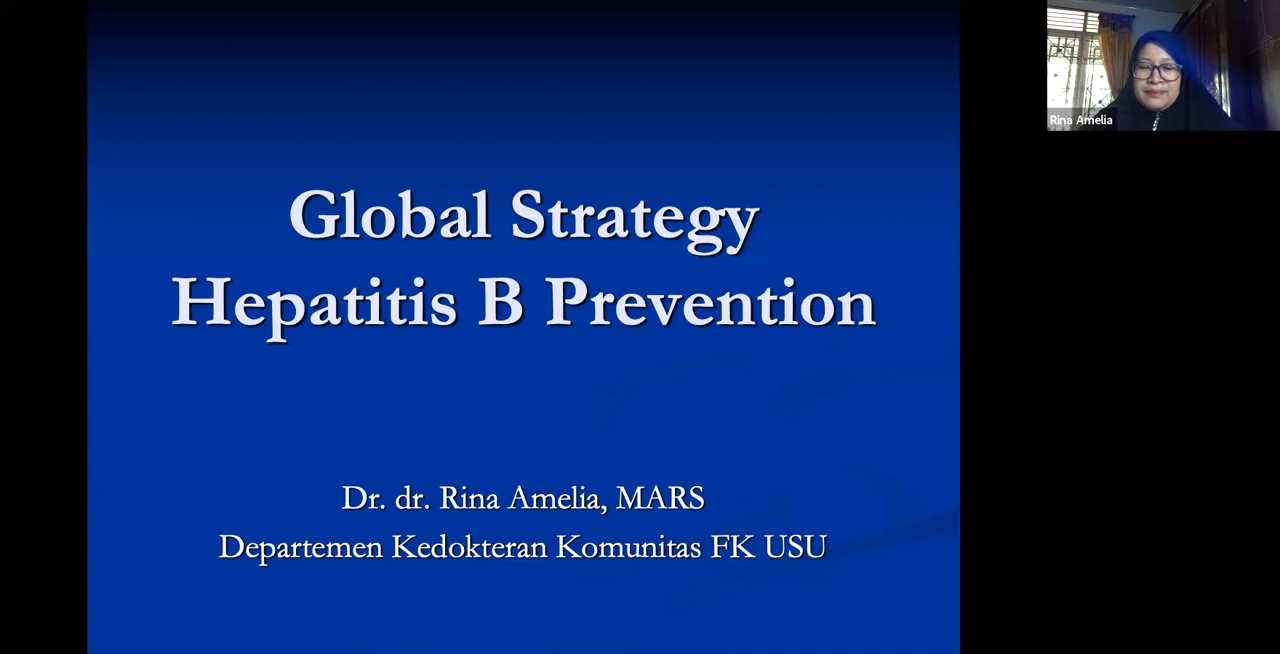 Global Strategy
Hepatitis B Prevention
Dr. dr. Rina Amelia, MARS
Departemen Kedokteran Komunitas FK USU
Rina Amelia